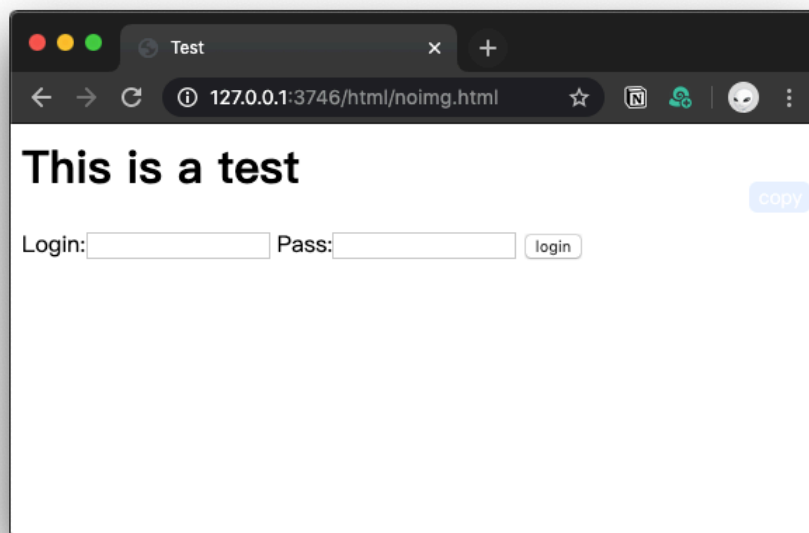 Test
127.0.0.1:3746/html/noimg.html
This is a test
copy
Login: Pass: login